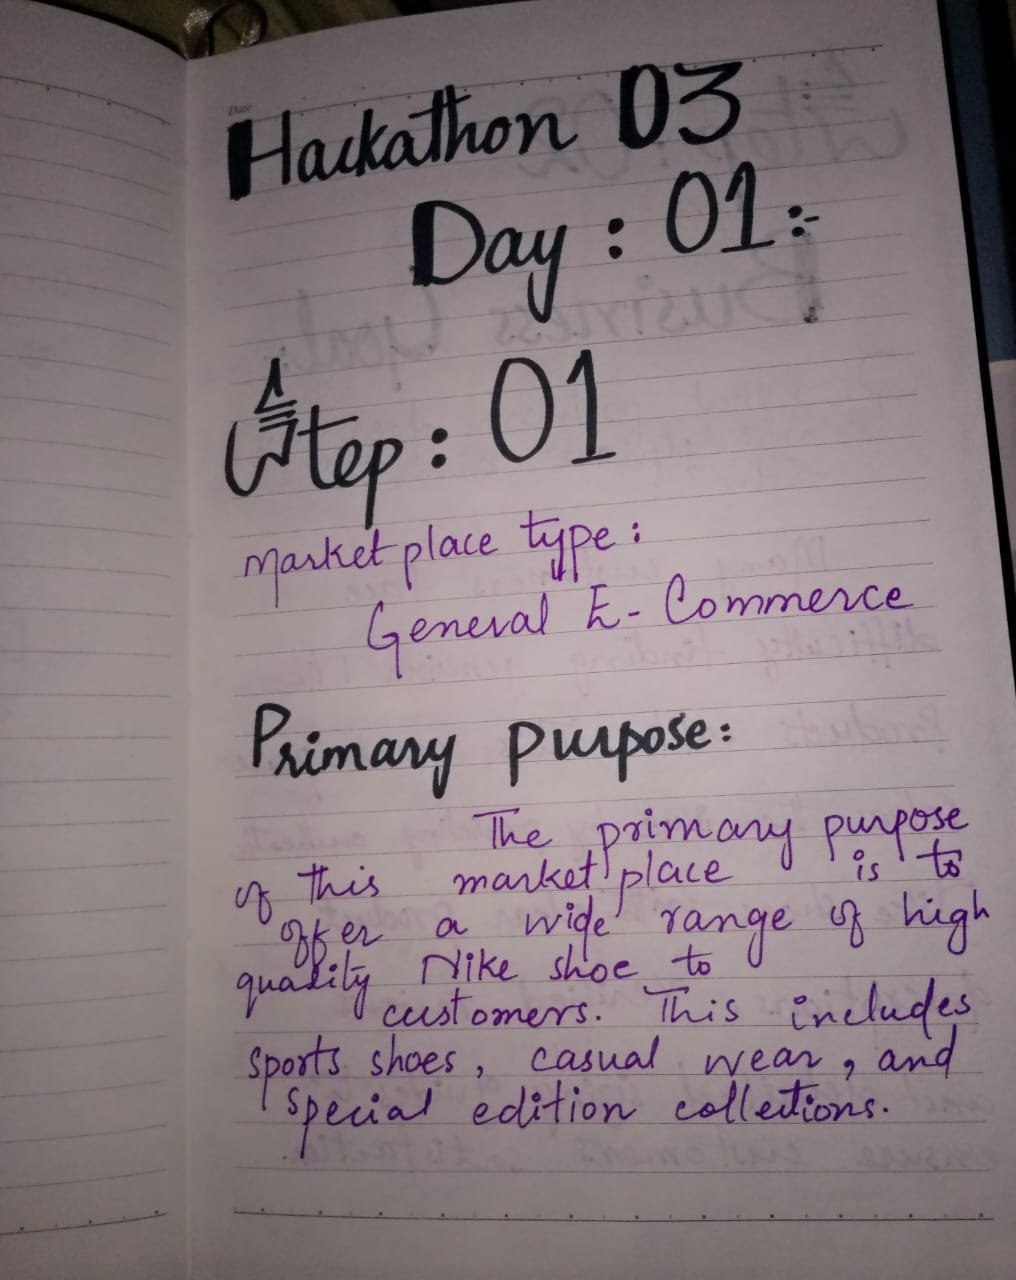 Date
Hackathon 03
Day : 01 :-
Step : 01
Market place type :
General E-Commerce
Primary purpose :
The primary purpose
of this market place is to
offer a wide range of high
quality Nike shoe to
customers. This includes
sports shoes, casual wear, and
special edition collections.